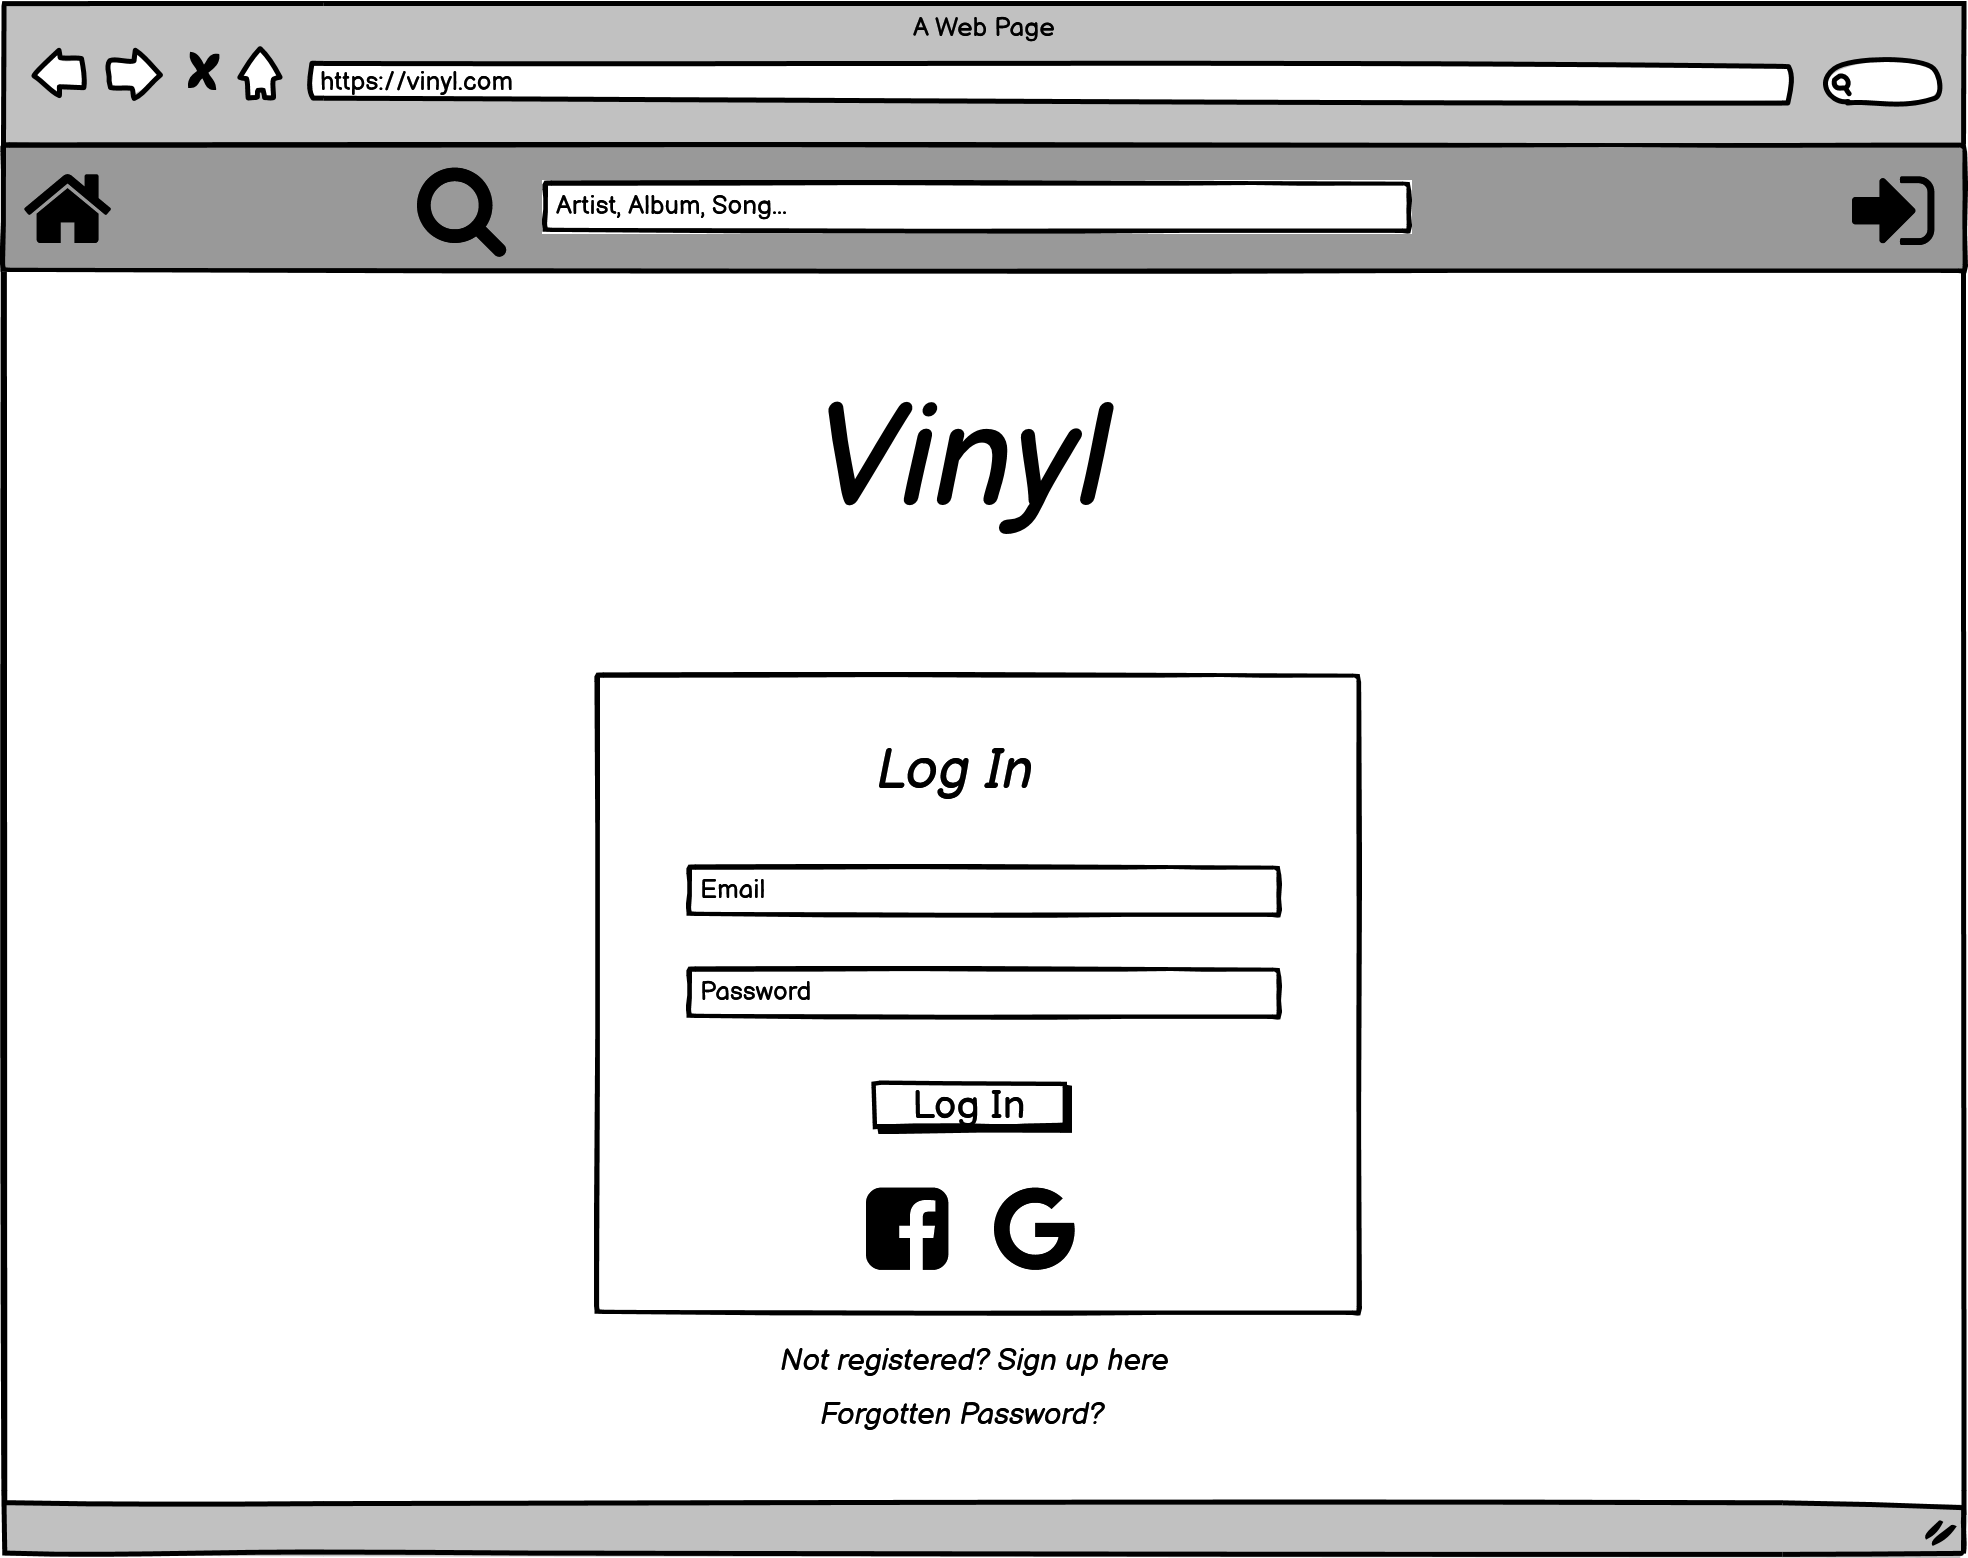 A Web Page
https://vinyl.com
Artist, Album, Song...
Vinyl
Log In
Email
Password
Log In
Not registered? Sign up here
Forgotten Password?